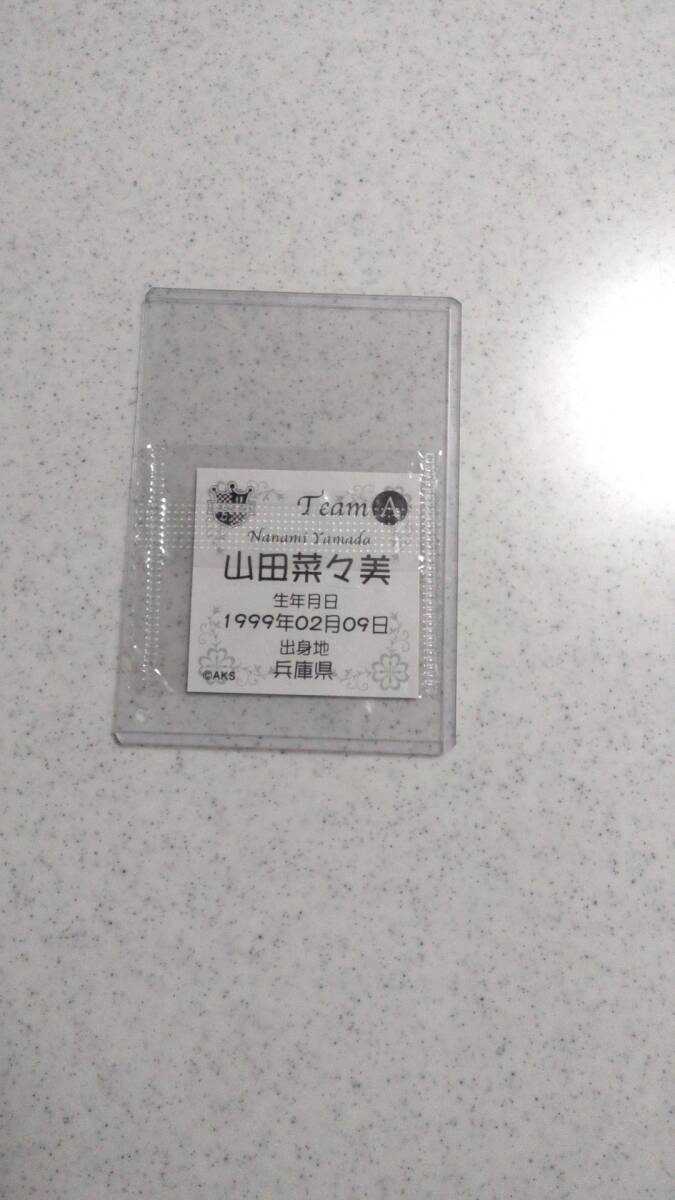 Team A
Nanami Yamada
山田菜々美
生年月日
1999年02月09日
出身地
兵庫県
©AKS